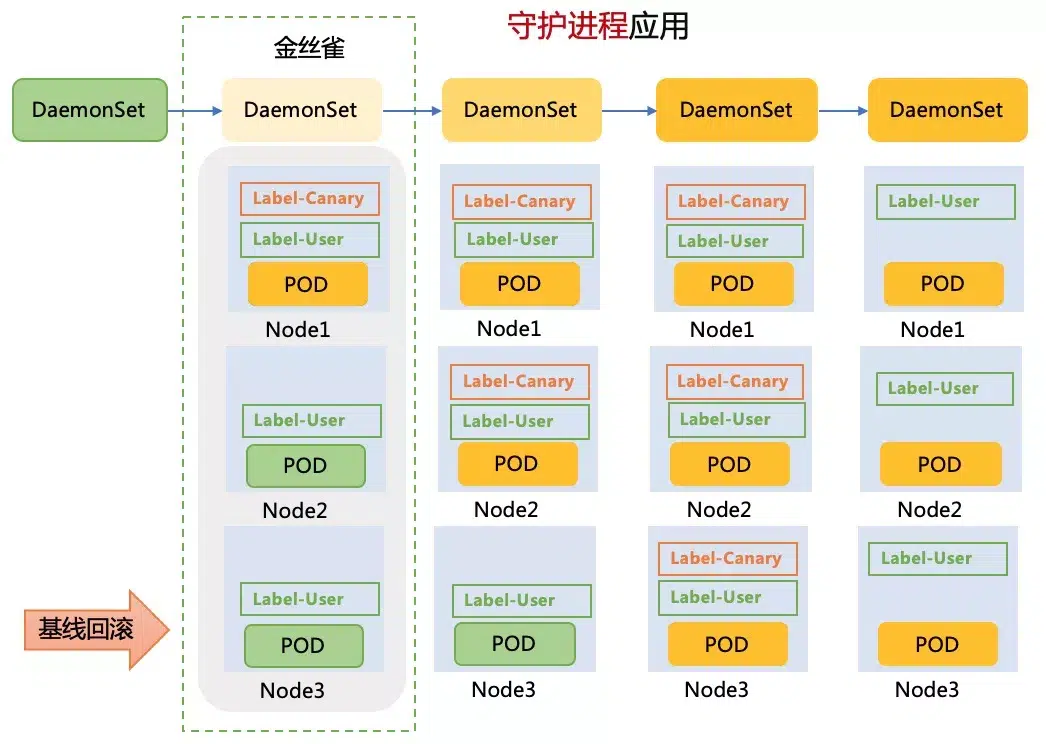 守护进程应用
金丝雀
DaemonSet
DaemonSet
DaemonSet
DaemonSet
DaemonSet
Label-Canary
Label-User
POD
Node1
Label-Canary
Label-User
POD
Node1
Label-Canary
Label-User
POD
Node1
Label-User
POD
Node1
Label-User
POD
Node2
Label-Canary
Label-User
POD
Node2
Label-Canary
Label-User
POD
Node2
Label-User
POD
Node2
基线回滚
Label-User
POD
Node3
Label-User
POD
Node3
Label-Canary
Label-User
POD
Node3
Label-User
POD
Node3